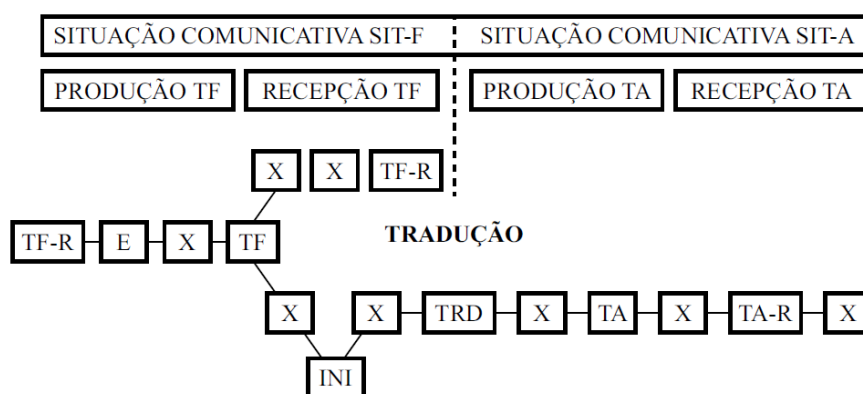 SITUAÇÃO COMUNICATIVA SIT-F SITUAÇÃO COMUNICATIVA SIT-A
PRODUÇÃO TF RECEPÇÃO TF PRODUÇÃO TA RECEPÇÃO TA
X X TF-R
TF-R E X TF TRADUÇÃO
X X TRD X TA X TA-R X
INI